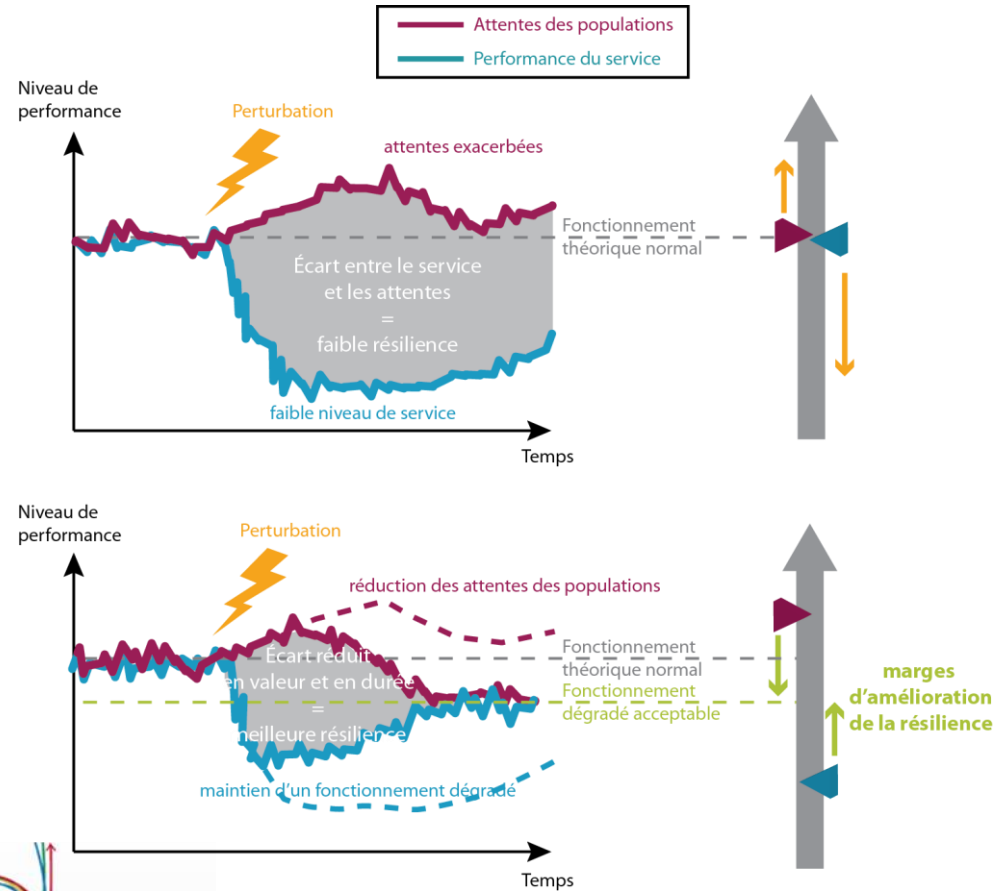 Attentes des populations
Performance du service
Niveau de
performance
Perturbation
attentes exacerbées
Fonctionnement
théorique normal
Écart entre le service
et les attentes
=
faible résilience
faible niveau de service
Temps
Niveau de
performance
Perturbation
réduction des attentes des populations
Fonctionnement
théorique normal
Écart réduit
en valeur et en durée
=
meilleure résilience
Fonctionnement
dégradé acceptable
marges
d'amélioration
de la résilience
maintien d'un fonctionnement dégradé
Temps